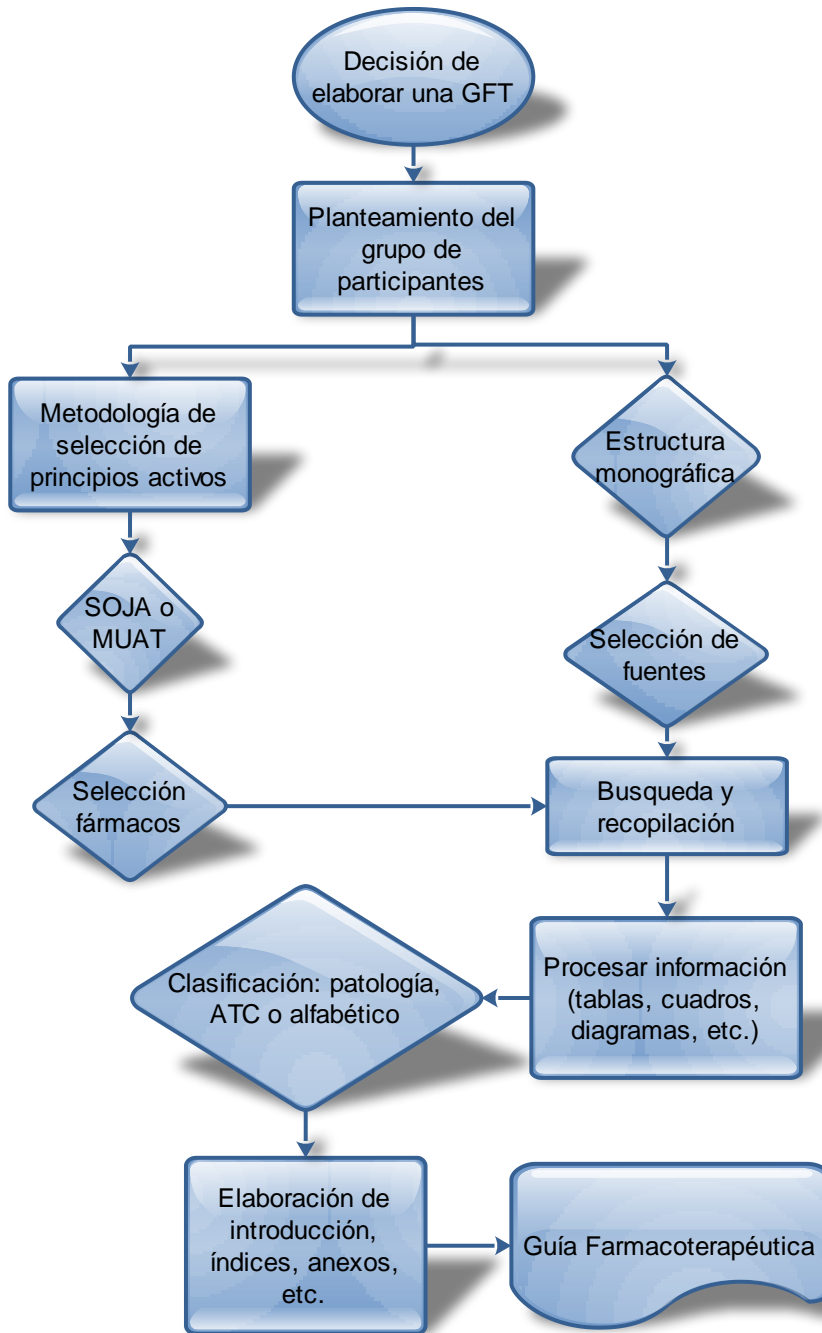 Decisión de
elaborar una GFT
Planteamiento del
grupo de
participantes
Metodología de
selección de
principios activos
Estructura
monográfica
SOJA o
MUAT
Selección de
fuentes
Selección
fármacos
Busqueda y
recopilación
Procesar información
(tablas, cuadros,
diagramas, etc.)
Clasificación: patología,
ATC o alfabético
Elaboración de
introducción,
índices, anexos,
etc.
Guía Farmacoterapéutica